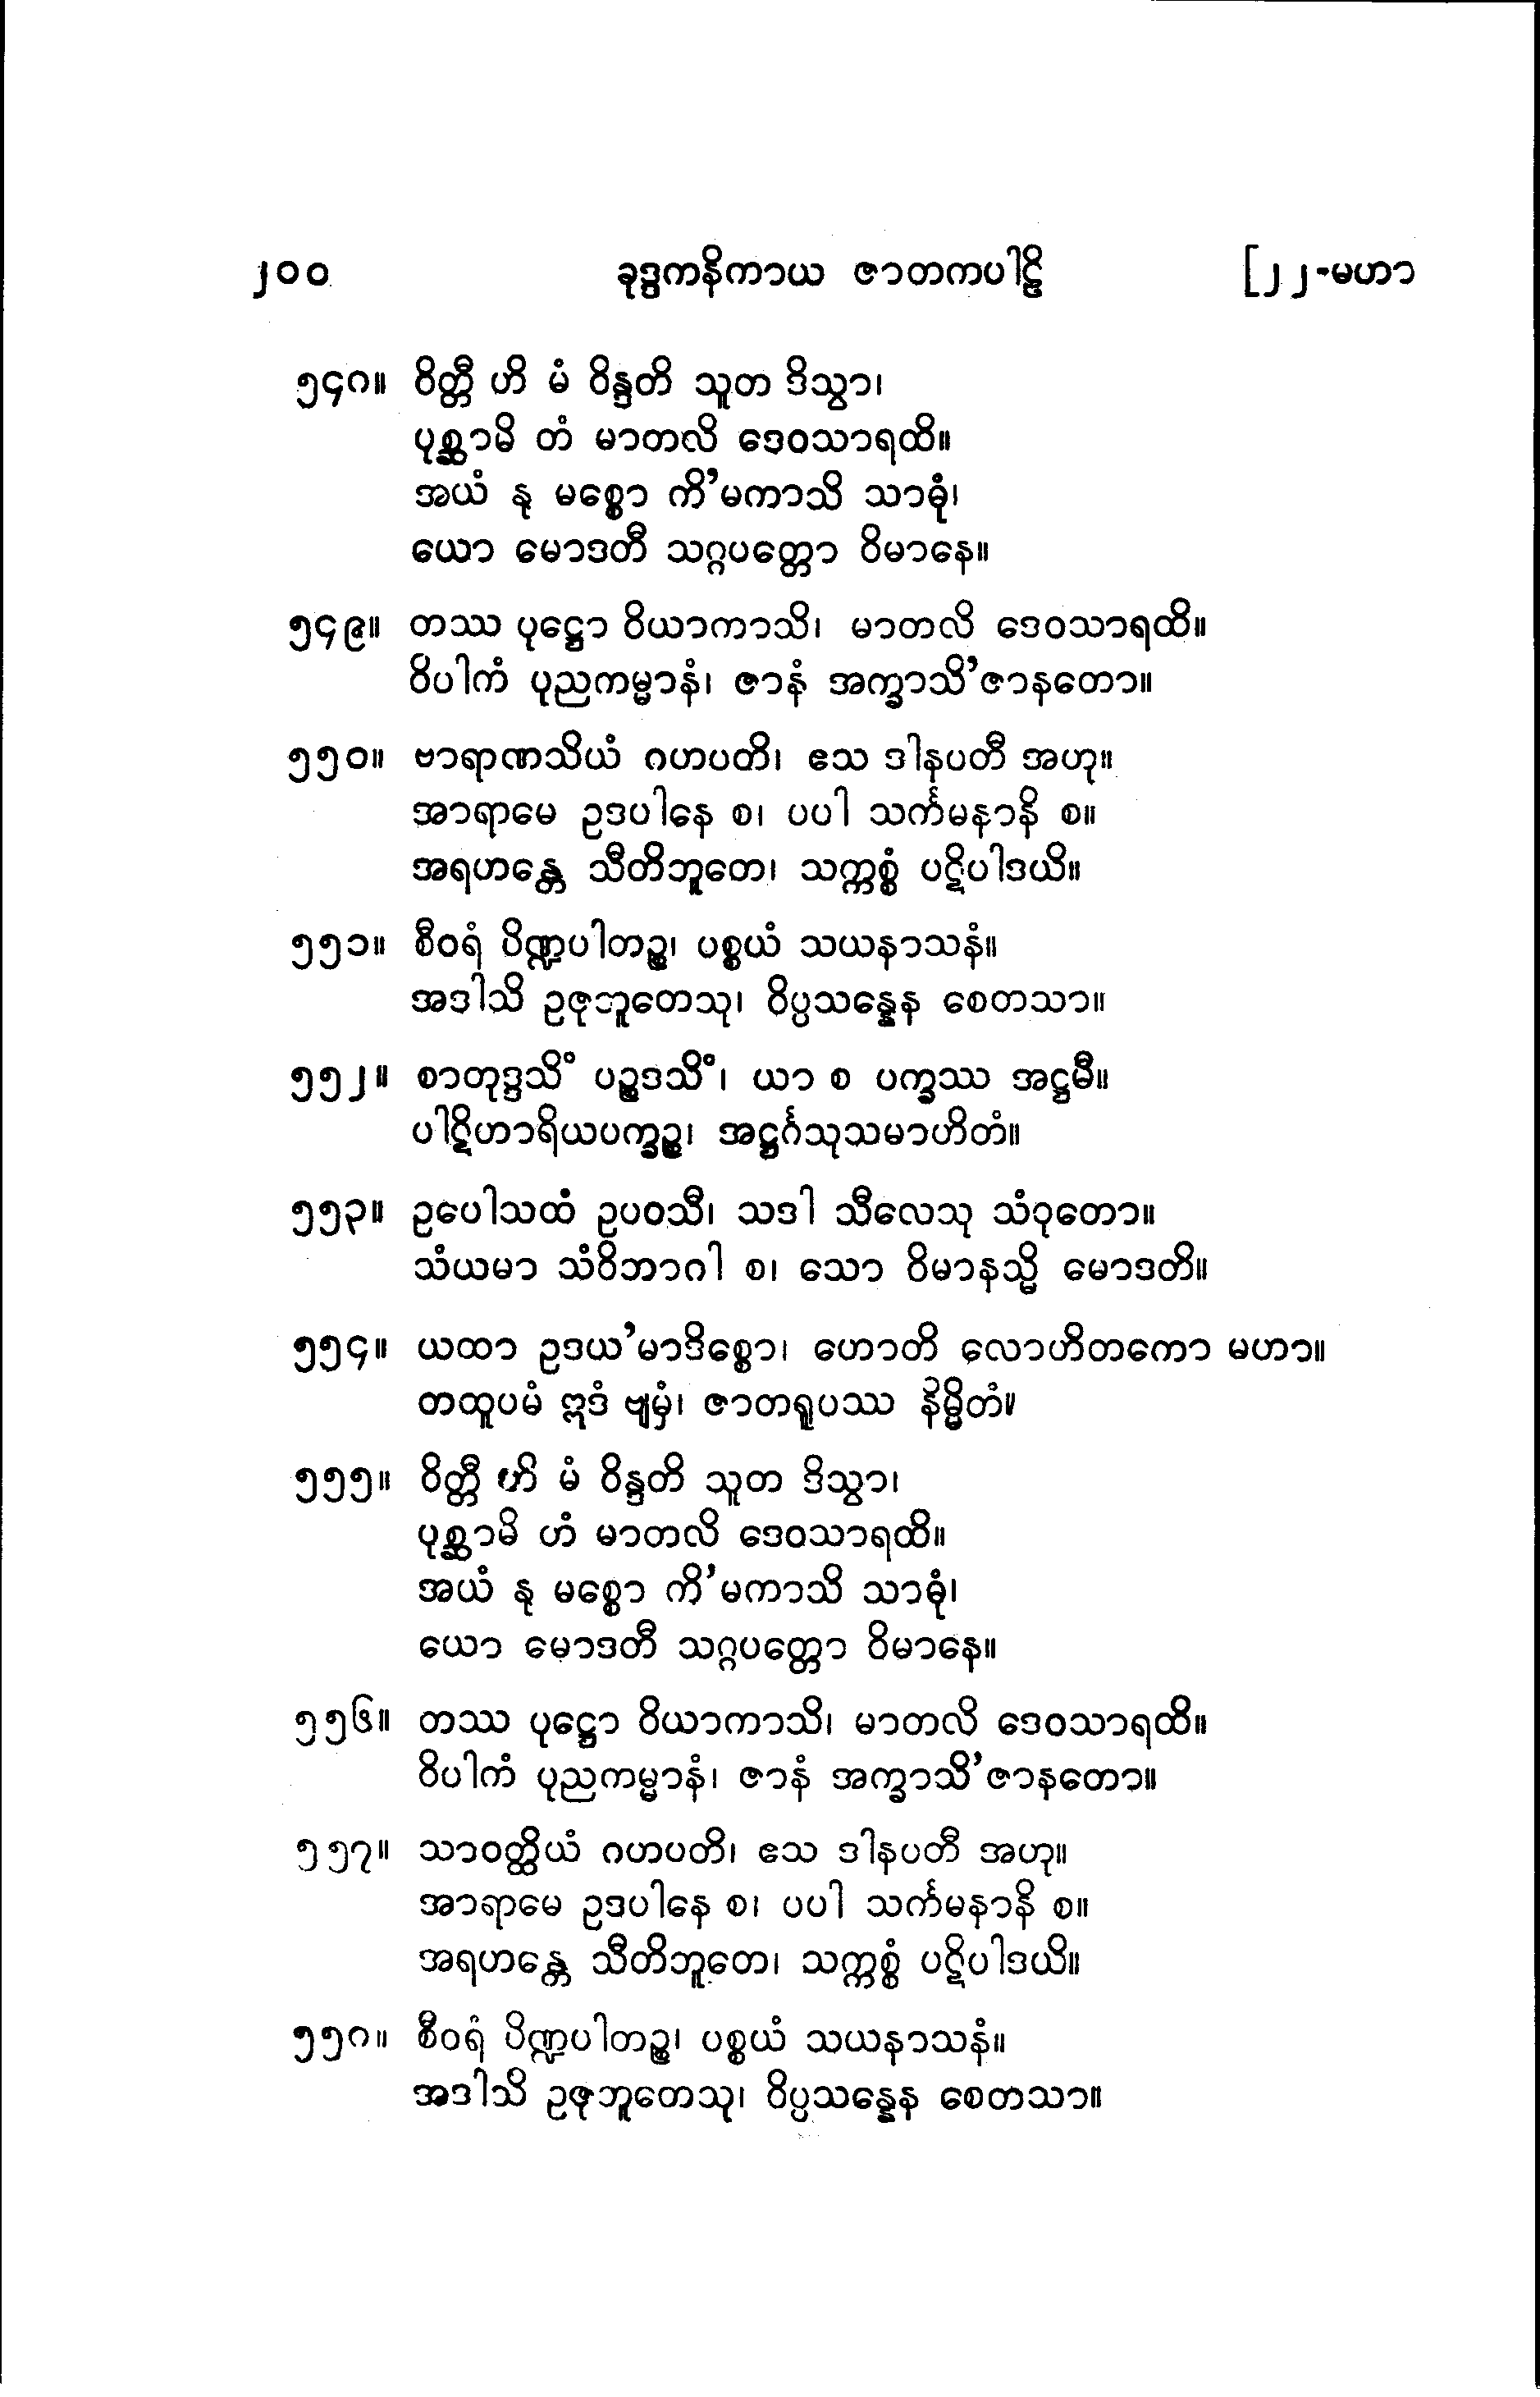 ၂၀၀ ခုဒ္ဒကနိကာယ ဇာတကပါဠိ [၂၂-မဟာ
၅၄၈။ ဝိတ္တီ ဟိ မံ ဝိန္ဒတိ သူတ ဒိသွာ၊
ပုစ္ဆာမိ တံ မာတလိ ဒေဝသာရထိ။
အယံ နု မစ္စော ကိ’မကာသိ သာဓုံ၊
ယော မောဒတီ သဂ္ဂပတ္တော ဝိမာနေ။
၅၄၉။ တဿ ပုဋ္ဌော ဝိယာကာသိ၊ မာတလိ ဒေဝသာရထိ။
ဝိပါကံ ပုညကမ္မာနံ၊ ဇာနံ အက္ခာသိ’ဇာနတော။
၅၅၀။ ဗာရာဏသိယံ ဂဟပတိ၊ ဧသ ဒါနပတီ အဟု။
အာရာမေ ဥဒပါနေ စ၊ ပပါ သင်္ကမနာနိ စ။
အရဟန္တေ သီတိဘူတေ၊ သက္ကစ္စံ ပဋိပါဒယိ။
၅၅၁။ စီဝရံ ပိဏ္ဍပါတဉ္စ၊ ပစ္စယံ သယနာသနံ။
အဒါသိ ဥဇုဘူတေသု၊ ဝိပ္ပသန္နေန စေတသာ။
၅၅၂။ စာတုဒ္ဒသိံ ပဉ္စဒသိံ၊ ယာ စ ပက္ခဿ အဋ္ဌမီ။
ပါဋိဟာရိယပက္ခဉ္စ၊ အဋ္ဌင်္ဂသုသမာဟိတံ။
၅၅၃။ ဥပေါသထံ ဥပဝသီ၊ သဒါ သီလေသု သံဝုတော။
သံယမာ သံဝိဘာဂါ စ၊ သော ဝိမာနသ္မိ မောဒတိ။
၅၅၄။ ယထာ ဥဒယ’မာဒိစ္စော၊ ဟောတိ လောဟိတကော မဟာ။
တထူပမံ ဣဒံ ဗျမှံ၊ ဇာတရူပဿ နိမ္မိတံ။
၅၅၅။ ဝိတ္တီ ဟိ မံ ဝိန္ဒတိ သူတ ဒိသွာ၊
ပုစ္ဆာမိ ဟံ မာတလိ ဒေဝသာရထိ။
အယံ နု မစ္စော ကိ’မကာသိ သာဓုံ၊
ယော မောဒတီ သဂ္ဂပတ္တော ဝိမာနေ။
၅၅၆။ တဿ ပုဋ္ဌော ဝိယာကာသိ၊ မာတလိ ဒေဝသာရထိ။
ဝိပါကံ ပုညကမ္မာနံ၊ ဇာနံ အက္ခာသိ’ဇာနတော။
၅၅၇။ သာဝတ္ထိယံ ဂဟပတိ၊ ဧသ ဒါနပတီ အဟု။
အာရာမေ ဥဒပါနေ စ၊ ပပါ သင်္ကမနာနိ စ။
အရဟန္တေ သီတိဘူတေ၊ သက္ကစ္စံ ပဋိပါဒယိ။
၅၅၈။ စီဝရံ ပိဏ္ဍပါတဉ္စ၊ ပစ္စယံ သယနာသနံ။
အဒါသိ ဥဇုဘူတေသု၊ ဝိပ္ပသန္နေန စေတသာ။